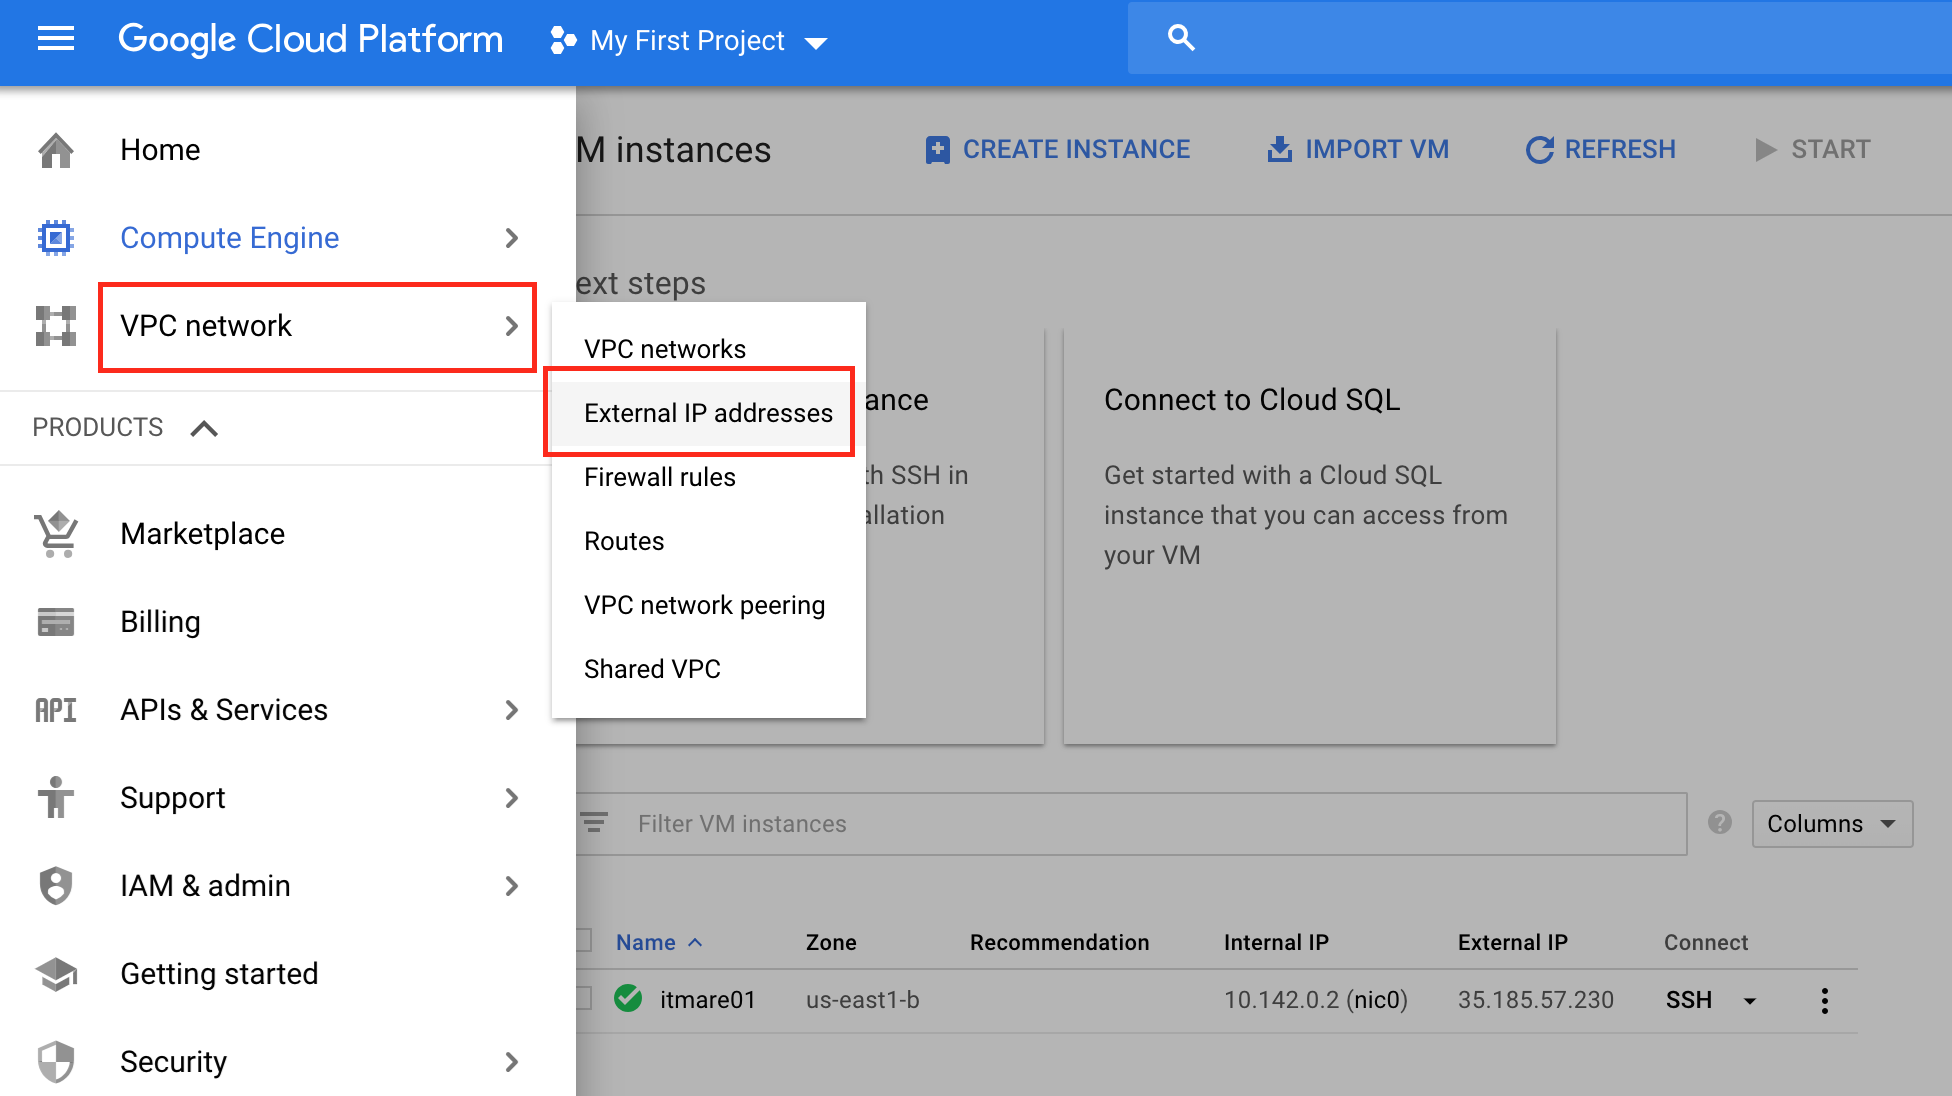 Google Cloud Platform
My First Project
Home
Compute Engine
VPC network
PRODUCTS
Marketplace
Billing
API
APIs & Services
Support
IAM & admin
Getting started
Security
VPC networks
External IP addresses
Firewall rules
Routes
VPC network peering
Shared VPC
M instances
CREATE INSTANCE
IMPORT VM
REFRESH
START
ext steps
ance
th SSH in
allation
Connect to Cloud SQL
Get started with a Cloud SQL
instance that you can access from
your VM
Filter VM instances
?
Columns
Name Zone Recommendation Internal IP External IP Connect
itmare01 us-east1-b 10.142.0.2 (nic0) 35.185.57.230 SSH